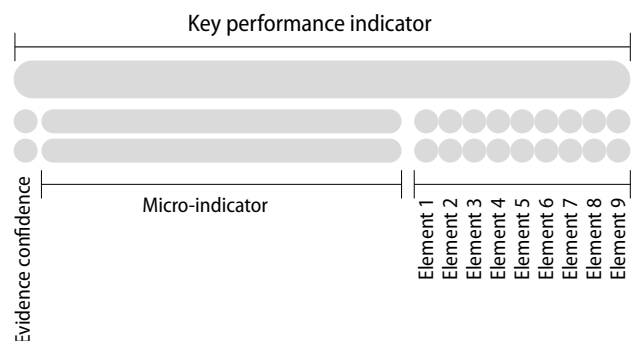 Key performance indicator
Micro-indicator
Evidence confidence
Element 1
Element 2
Element 3
Element 4
Element 5
Element 6
Element 7
Element 8
Element 9